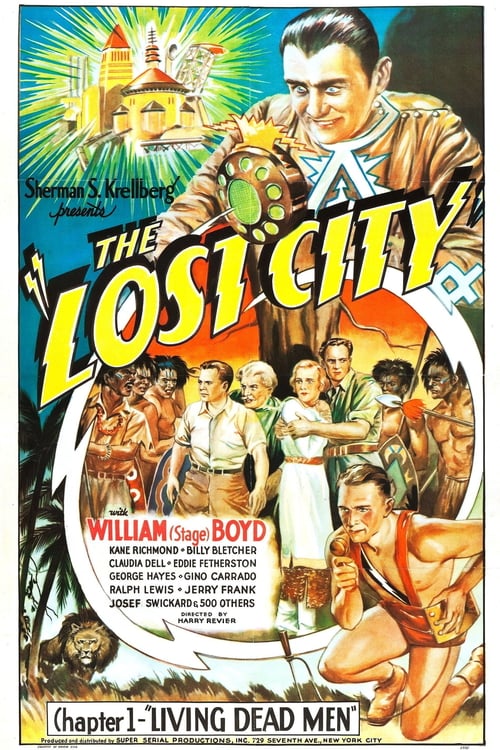 Sherman S. Krellberg
presents
THE
"LOST CITY"
with
WILLIAM (Stage) BOYD
KANE RICHMOND • BILLY BLETCHER
CLAUDIA DELL • EDDIE FETHERSTON
GEORGE HAYES • GINO CARRADO
RALPH LEWIS • JERRY FRANK
JOSEF SWICKARD & 500 OTHERS
DIRECTED BY
HARRY REVIER
Chapter 1-"LIVING DEAD MEN"
Produced and distributed by SUPER SERIAL PRODUCTIONS, INC. 729 SEVENTH AVE., NEW YORK CITY